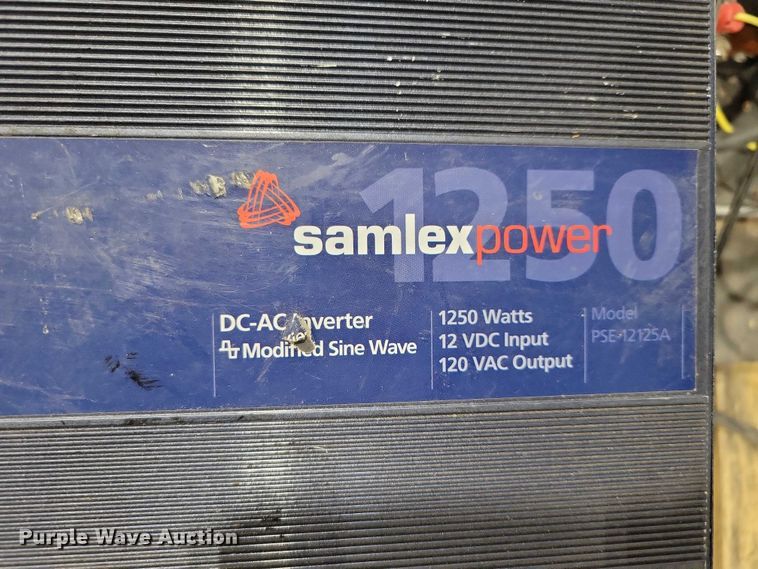 1250
samlexpower
DC-AC Inverter
Modified Sine Wave
1250 Watts
12 VDC Input
120 VAC Output
Model
PSE-12125A
Purple Wave Auction